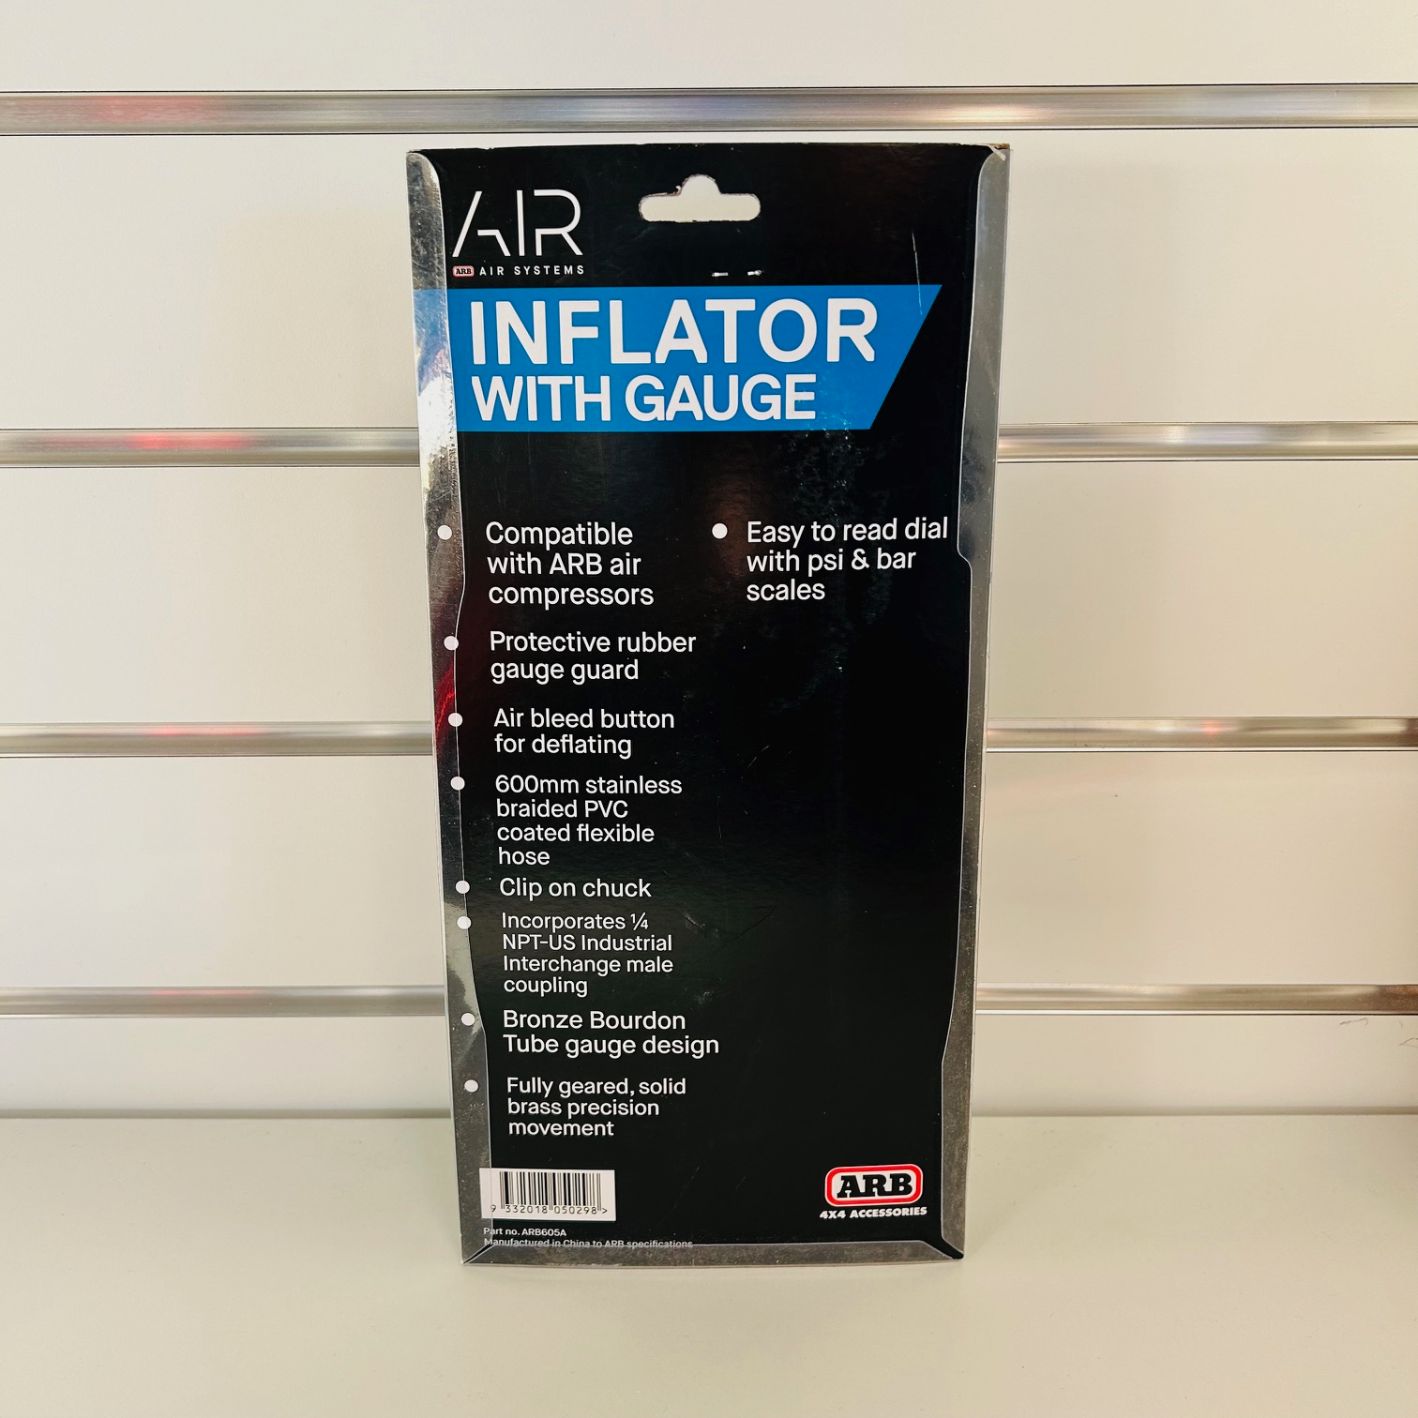 AIR
ARB AIR SYSTEMS
INFLATOR
WITH GAUGE
Compatible
with ARB air
compressors
Protective rubber
gauge guard
Air bleed button
for deflating
600mm stainless
braided PVC
coated flexible
hose
Clip on chuck
Incorporates ¼
NPT-US Industrial
Interchange male
coupling
Bronze Bourdon
Tube gauge design
Fully geared, solid
brass precision
movement
Easy to read dial
with psi & bar
scales
9 332018 050298 >
Part no. ARB605A
Manufactured in China to ARB specifications
ARB
4X4 ACCESSORIES